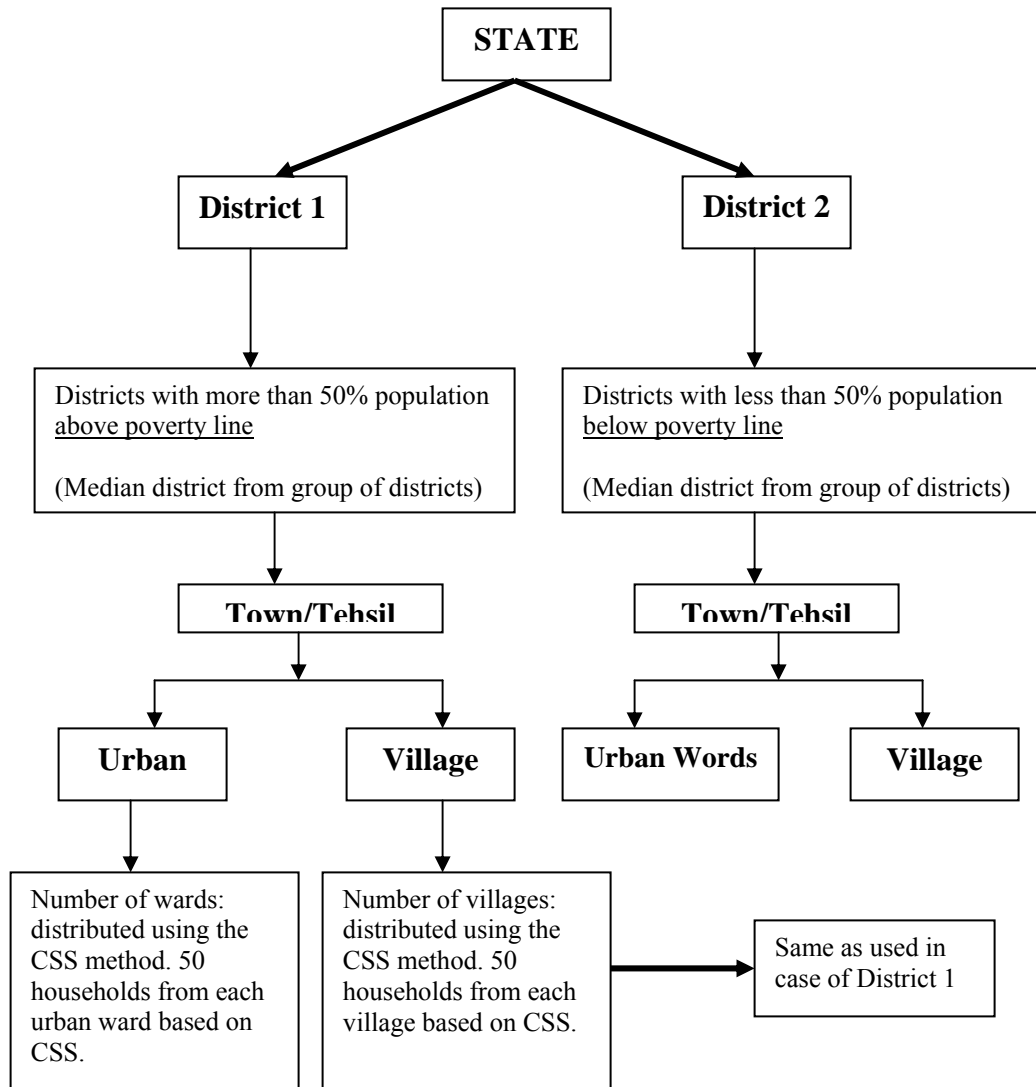 STATE
District 1
District 2
Districts with more than 50% population
above poverty line
(Median district from group of districts)
Districts with less than 50% population
below poverty line
(Median district from group of districts)
Town/Tehsil
Town/Tehsil
Urban
Village
Urban Words
Village
Number of wards:
distributed using the
CSS method. 50
households from each
urban ward based on
CSS.
Number of villages:
distributed using the
CSS method. 50
households from each
village based on CSS.
Same as used in
case of District 1